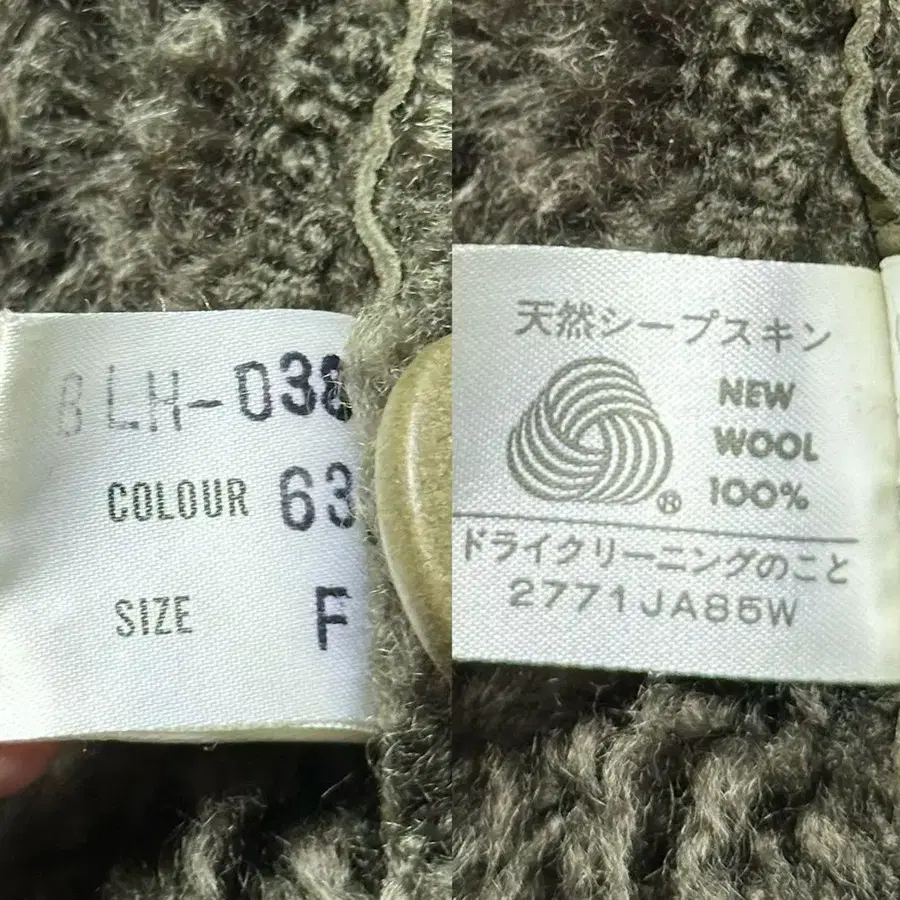 BLH-038
COLOUR 63
SIZE F
天然シープスキン
NEW
WOOL
100%
®
ドライクリーニングのこと
2771JA85W